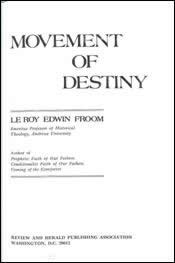 MOVEMENT
OF
DESTINY
LE ROY EDWIN FROOM
Emeritus Professor of Historical
Theology, Andrews University
Author of
Prophetic Faith of Our Fathers
Conditionalist Faith of Our Fathers
Coming of the Comforter
REVIEW AND HERALD PUBLISHING ASSOCIATION
WASHINGTON, D.C. 20012